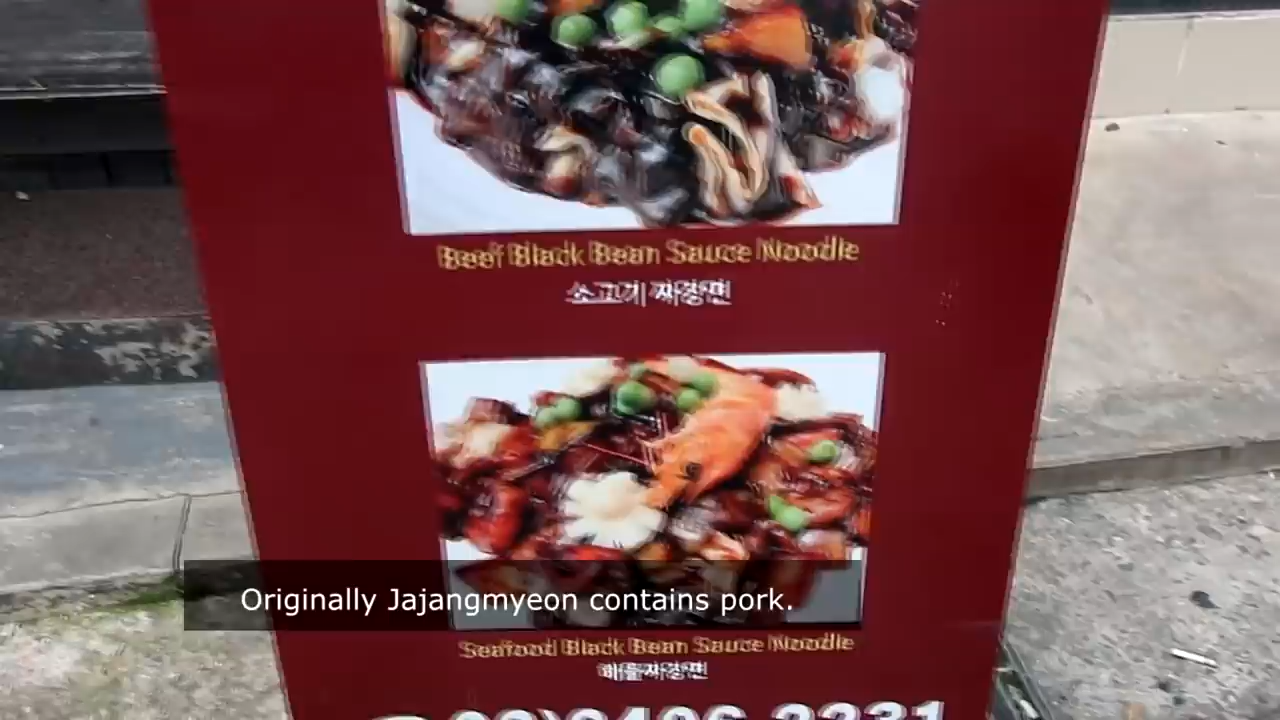 Beef Black Bean Sauce Noodle
소고기 짜장면
Originally Jajangmyeon contains pork.
Seafood Black Bean Sauce Noodle
해물짜장면